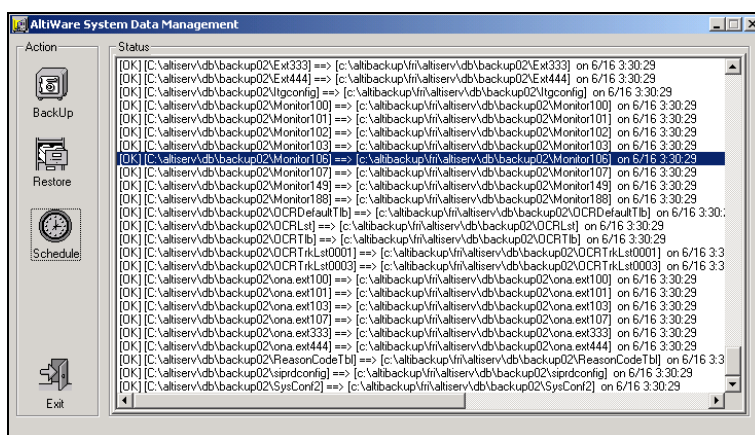 AltiWare System Data Management
Action
Status
BackUp
Restore
Schedule
Exit
[OK] [C:\altiserv\db\backup02\Ext333] ==> [c:\altibackup\fri\altiserv\db\backup02\Ext333] on 6/16 3:30:29
[OK] [C:\altiserv\db\backup02\Ext444] ==> [c:\altibackup\fri\altiserv\db\backup02\Ext444] on 6/16 3:30:29
[OK] [C:\altiserv\db\backup02\Itgconfig] ==> [c:\altibackup\fri\altiserv\db\backup02\Itgconfig] on 6/16 3:30:29
[OK] [C:\altiserv\db\backup02\Monitor100] ==> [c:\altibackup\fri\altiserv\db\backup02\Monitor100] on 6/16 3:30:29
[OK] [C:\altiserv\db\backup02\Monitor101] ==> [c:\altibackup\fri\altiserv\db\backup02\Monitor101] on 6/16 3:30:29
[OK] [C:\altiserv\db\backup02\Monitor102] ==> [c:\altibackup\fri\altiserv\db\backup02\Monitor102] on 6/16 3:30:29
[OK] [C:\altiserv\db\backup02\Monitor103] ==> [c:\altibackup\fri\altiserv\db\backup02\Monitor103] on 6/16 3:30:29
[OK] [C:\altiserv\db\backup02\Monitor106] ==> [c:\altibackup\fri\altiserv\db\backup02\Monitor106] on 6/16 3:30:29
[OK] [C:\altiserv\db\backup02\Monitor107] ==> [c:\altibackup\fri\altiserv\db\backup02\Monitor107] on 6/16 3:30:29
[OK] [C:\altiserv\db\backup02\Monitor149] ==> [c:\altibackup\fri\altiserv\db\backup02\Monitor149] on 6/16 3:30:29
[OK] [C:\altiserv\db\backup02\Monitor188] ==> [c:\altibackup\fri\altiserv\db\backup02\Monitor188] on 6/16 3:30:29
[OK] [C:\altiserv\db\backup02\OCRDefaultTlb] ==> [c:\altibackup\fri\altiserv\db\backup02\OCRDefaultTlb] on 6/16 3:30:
[OK] [C:\altiserv\db\backup02\OCRLst] ==> [c:\altibackup\fri\altiserv\db\backup02\OCRLst] on 6/16 3:30:29
[OK] [C:\altiserv\db\backup02\OCRTlb] ==> [c:\altibackup\fri\altiserv\db\backup02\OCRTlb] on 6/16 3:30:29
[OK] [C:\altiserv\db\backup02\OCRTrkLst0001] ==> [c:\altibackup\fri\altiserv\db\backup02\OCRTrkLst0001] on 6/16 3:3
[OK] [C:\altiserv\db\backup02\OCRTrkLst0003] ==> [c:\altibackup\fri\altiserv\db\backup02\OCRTrkLst0003] on 6/16 3:3
[OK] [C:\altiserv\db\backup02\ona.ext100] ==> [c:\altibackup\fri\altiserv\db\backup02\ona.ext100] on 6/16 3:30:29
[OK] [C:\altiserv\db\backup02\ona.ext101] ==> [c:\altibackup\fri\altiserv\db\backup02\ona.ext101] on 6/16 3:30:29
[OK] [C:\altiserv\db\backup02\ona.ext103] ==> [c:\altibackup\fri\altiserv\db\backup02\ona.ext103] on 6/16 3:30:29
[OK] [C:\altiserv\db\backup02\ona.ext107] ==> [c:\altibackup\fri\altiserv\db\backup02\ona.ext107] on 6/16 3:30:29
[OK] [C:\altiserv\db\backup02\ona.ext333] ==> [c:\altibackup\fri\altiserv\db\backup02\ona.ext333] on 6/16 3:30:29
[OK] [C:\altiserv\db\backup02\ona.ext444] ==> [c:\altibackup\fri\altiserv\db\backup02\ona.ext444] on 6/16 3:30:29
[OK] [C:\altiserv\db\backup02\ReasonCodeTbl] ==> [c:\altibackup\fri\altiserv\db\backup02\ReasonCodeTbl] on 6/16 3:3
[OK] [C:\altiserv\db\backup02\siprdconfig] ==> [c:\altibackup\fri\altiserv\db\backup02\siprdconfig] on 6/16 3:30:29
[OK] [C:\altiserv\db\backup02\SysConf2] ==> [c:\altibackup\fri\altiserv\db\backup02\SysConf2] on 6/16 3:30:29